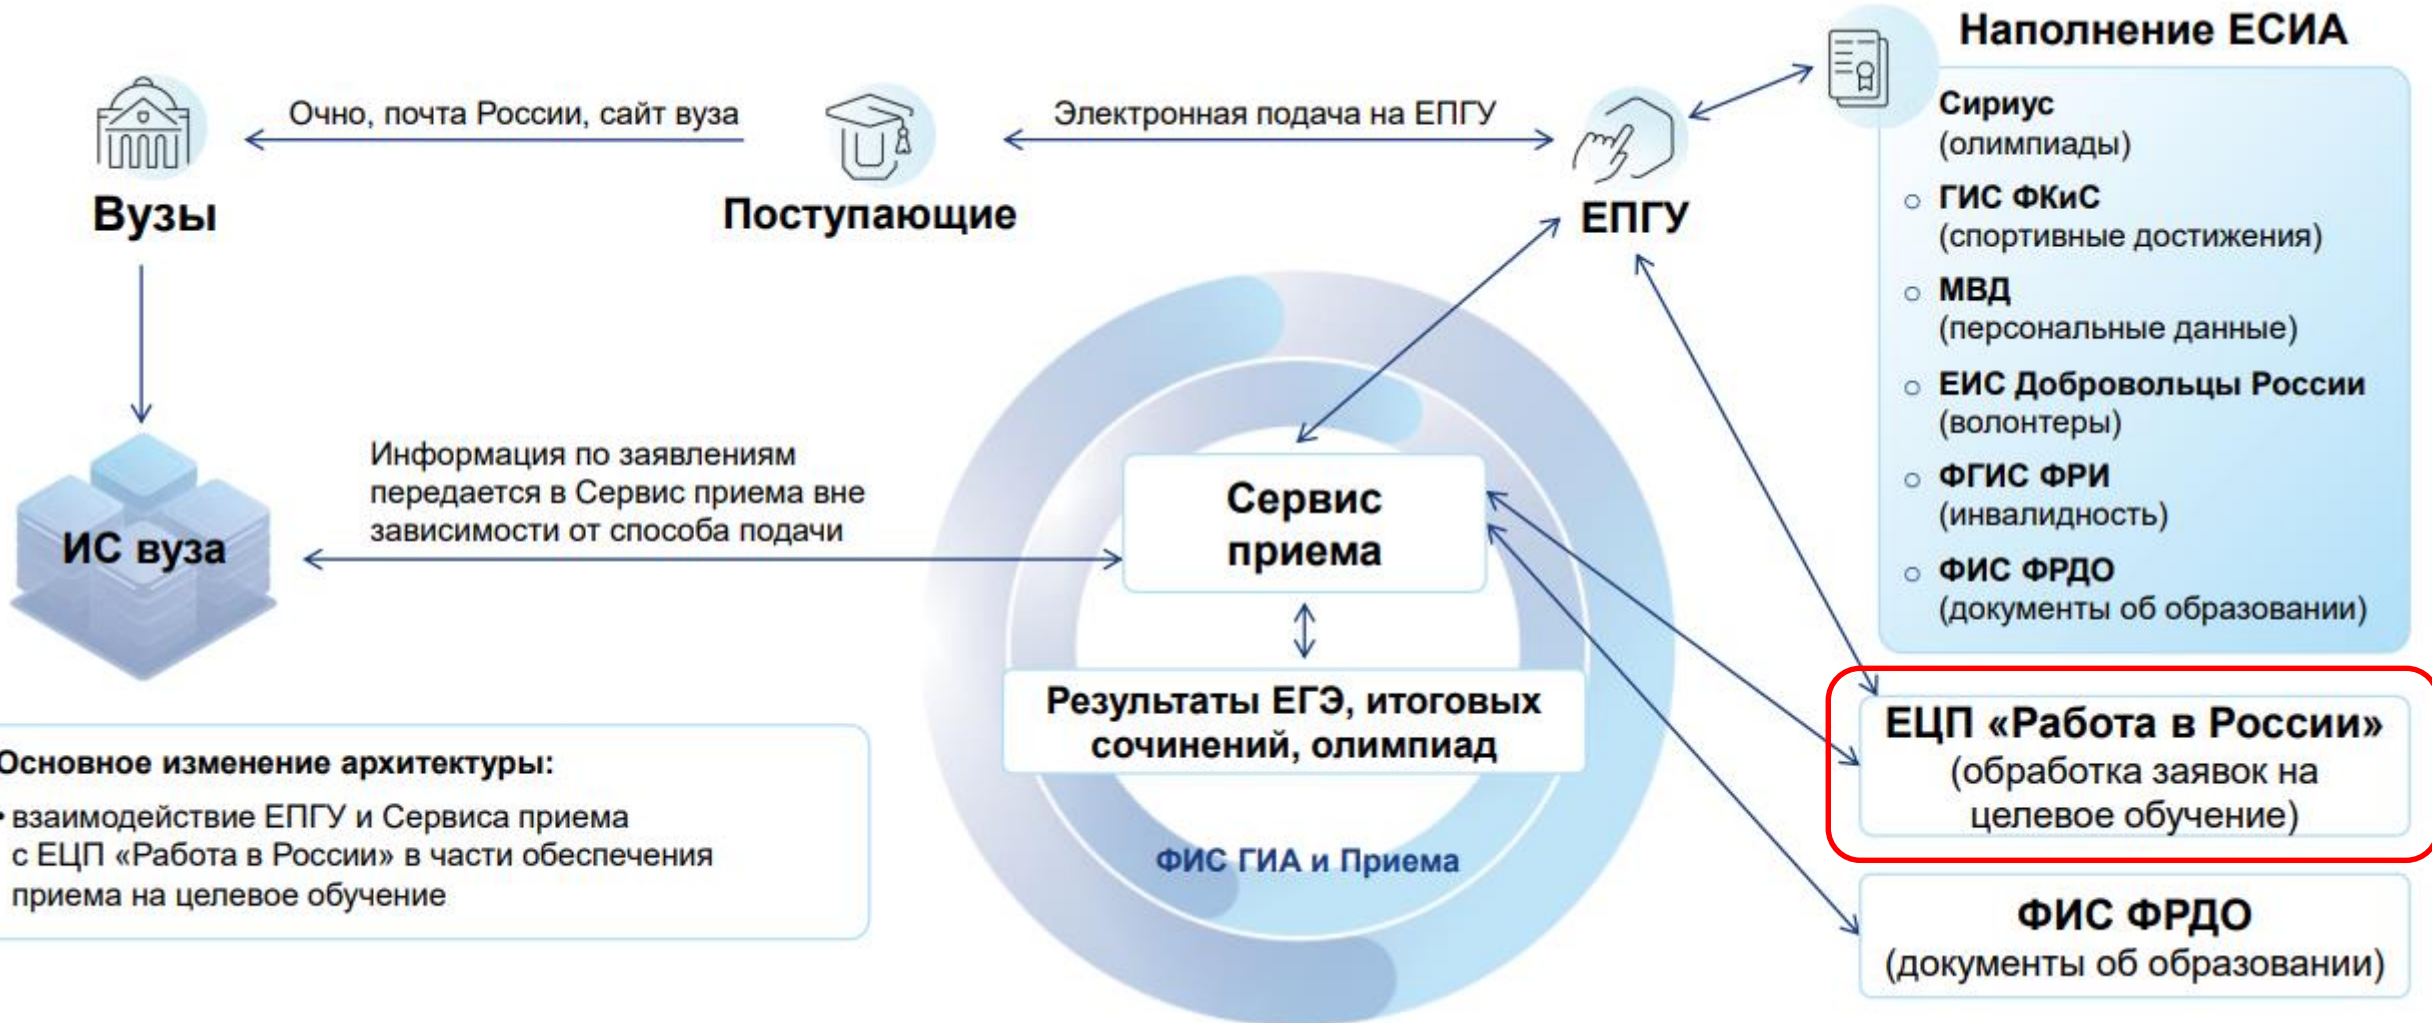 Наполнение ЕСИА
Очно, почта России, сайт вуза
Электронная подача на ЕПГУ
Вузы
Поступающие
ЕПГУ
Сириус
(олимпиады)
ГИС ФКиС
(спортивные достижения)
МВД
(персональные данные)
ЕИС Добровольцы России
(волонтеры)
ФГИС ФРИ
(инвалидность)
ФИС ФРДО
(документы об образовании)
ИС вуза
Информация по заявлениям
передается в Сервис приема вне
зависимости от способа подачи
Сервис
приема
Результаты ЕГЭ, итоговых
сочинений, олимпиад
ФИС ГИА и Приема
ЕЦП «Работа в России»
(обработка заявок на
целевое обучение)
ФИС ФРДО
(документы об образовании)
Основное изменение архитектуры:
• взаимодействие ЕПГУ и Сервиса приема
с ЕЦП «Работа в России» в части обеспечения
приема на целевое обучение